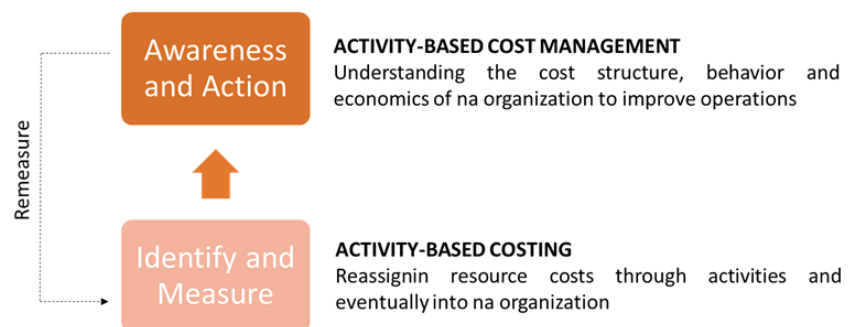 Awareness
and Action
ACTIVITY-BASED COST MANAGEMENT
Understanding the cost structure, behavior and
economics of na organization to improve operations
Remeasure
Identify and
Measure
ACTIVITY-BASED COSTING
Reassignin resource costs through activities and
eventually into na organization